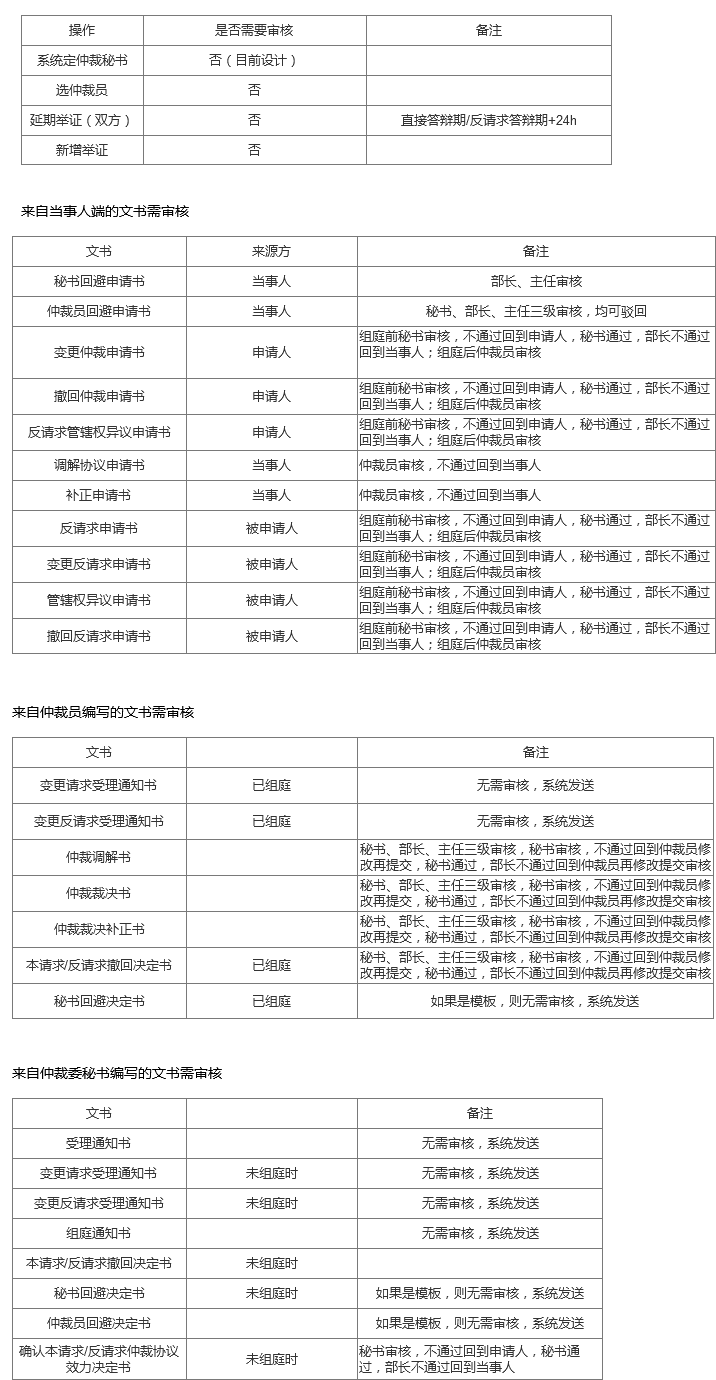 操作 是否需要审核 备注
系统定仲裁秘书 否（目前设计）
选仲裁员 否
延期举证（双方） 否 直接答辩期/反请求答辩期+24h
新增举证 否
来自当事人端的文书需审核
文书 来源方 备注
秘书回避申请书 当事人 部长、主任审核
仲裁员回避申请书 当事人 秘书、部长、主任三级审核，均可驳回
变更仲裁申请书 申请人 组庭前秘书审核，不通过回到申请人，秘书通过，部长不通过
回到当事人；组庭后仲裁员审核
撤回仲裁申请书 申请人 组庭前秘书审核，不通过回到申请人，秘书通过，部长不通过
回到当事人；组庭后仲裁员审核
反请求管辖权异议申请书 申请人 组庭前秘书审核，不通过回到申请人，秘书通过，部长不通过
回到当事人；组庭后仲裁员审核
调解协议申请书 当事人 仲裁员审核，不通过回到当事人
补正申请书 当事人 仲裁员审核，不通过回到当事人
反请求申请书 被申请人 组庭前秘书审核，不通过回到申请人，秘书通过，部长不通过
回到当事人；组庭后仲裁员审核
变更反请求申请书 被申请人 组庭前秘书审核，不通过回到申请人，秘书通过，部长不通过
回到当事人；组庭后仲裁员审核
管辖权异议申请书 被申请人 组庭前秘书审核，不通过回到申请人，秘书通过，部长不通过
回到当事人；组庭后仲裁员审核
撤回反请求申请书 被申请人 组庭前秘书审核，不通过回到申请人，秘书通过，部长不通过
回到当事人；组庭后仲裁员审核
来自仲裁员编写的文书需审核
文书 备注
变更请求受理通知书 已组庭 无需审核，系统发送
变更反请求受理通知书 已组庭 无需审核，系统发送
仲裁调解书 秘书、部长、主任三级审核，秘书审核，不通过回到仲裁员修
改再提交，秘书通过，部长不通过回到仲裁员再修改提交审核
仲裁裁决书 秘书、部长、主任三级审核，秘书审核，不通过回到仲裁员修
改再提交，秘书通过，部长不通过回到仲裁员再修改提交审核
仲裁裁决补正书 秘书、部长、主任三级审核，秘书审核，不通过回到仲裁员修
改再提交，秘书通过，部长不通过回到仲裁员再修改提交审核
本请求/反请求撤回决定书 已组庭 秘书、部长、主任三级审核，秘书审核，不通过回到仲裁员修
改再提交，秘书通过，部长不通过回到仲裁员再修改提交审核
秘书回避决定书 已组庭 如果是模板，则无需审核，系统发送
来自仲裁委秘书编写的文书需审核
文书 备注
受理通知书 无需审核，系统发送
变更请求受理通知书 未组庭时 无需审核，系统发送
变更反请求受理通知书 未组庭时 无需审核，系统发送
组庭通知书 无需审核，系统发送
本请求/反请求撤回决定书 未组庭时
秘书回避决定书 未组庭时 如果是模板，则无需审核，系统发送
仲裁员回避决定书 如果是模板，则无需审核，系统发送
确认本请求/反请求仲裁协议
效力决定书 未组庭时 秘书审核，不通过回到申请人，秘书通
过，部长不通过回到当事人